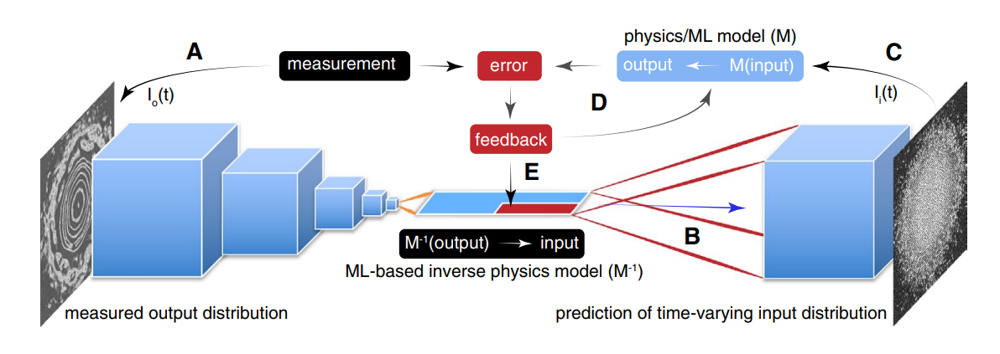 physics/ML model (M)
A
measurement
error
output
M(input)
C
I_o(t)
I_i(t)
D
feedback
E
B
M⁻¹(output)
input
ML-based inverse physics model (M⁻¹)
measured output distribution
prediction of time-varying input distribution